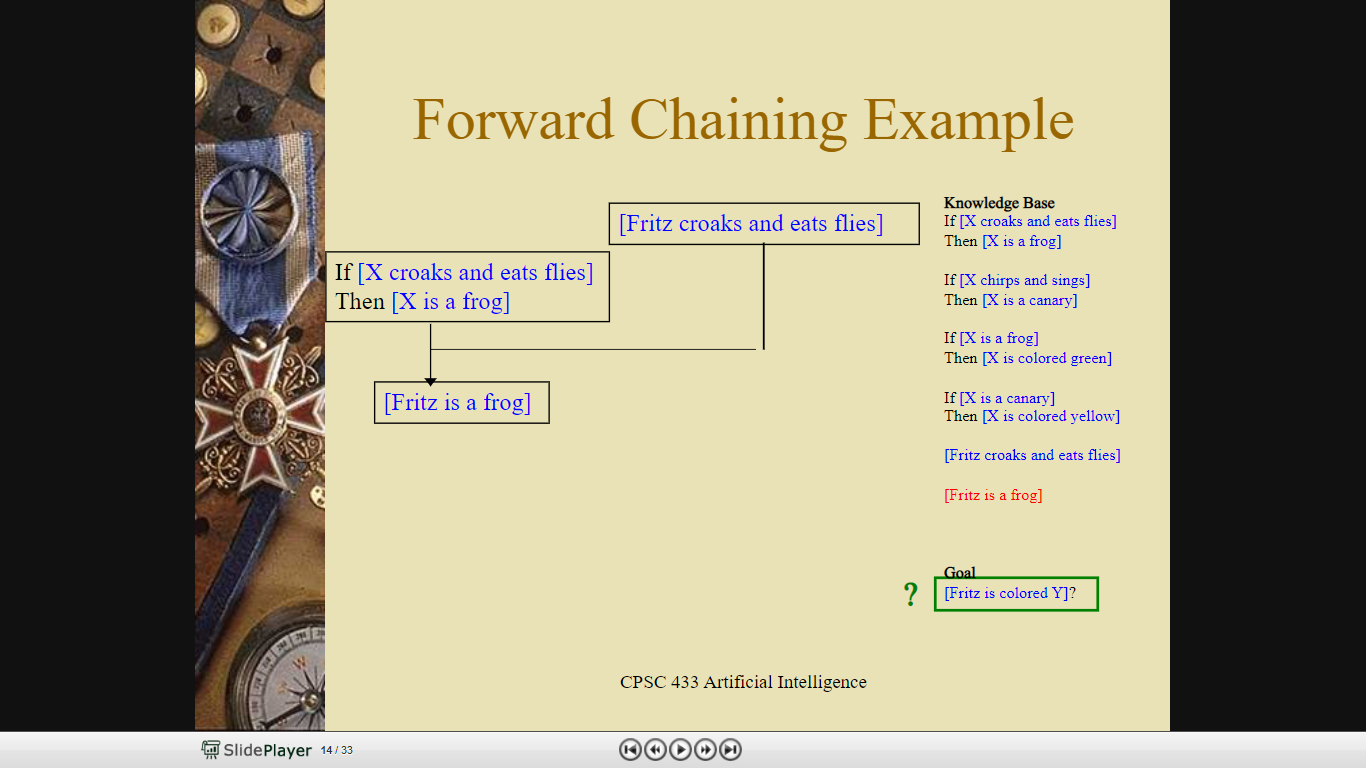 Forward Chaining Example
[Fritz croaks and eats flies]
If [X croaks and eats flies]
Then [X is a frog]
[Fritz is a frog]
Knowledge Base
If [X croaks and eats flies]
Then [X is a frog]
If [X chirps and sings]
Then [X is a canary]
If [X is a frog]
Then [X is colored green]
If [X is a canary]
Then [X is colored yellow]
[Fritz croaks and eats flies]
[Fritz is a frog]
Goal
?
[Fritz is colored Y]?
CPSC 433 Artificial Intelligence
SlidePlayer
14 / 33